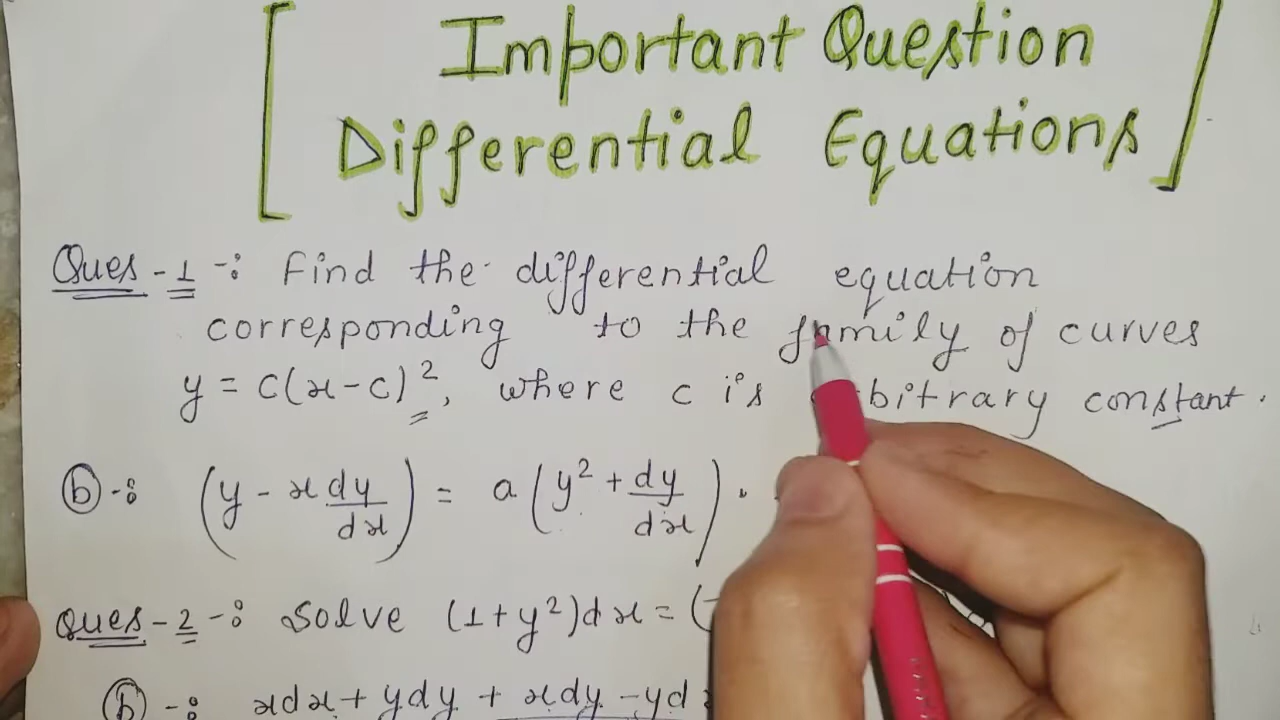 [ Important Question
Differential Equations ]
Ques-1-: Find the differential equation
corresponding to the family of curves
y = c(x-c)², where c is arbitrary constant.
(b)-: (y - x dy/dx) = a (y² + dy/dx).
Ques-2-: Solve (1+y²)dx = (
(b)-: xdx + ydy + xdy - yd